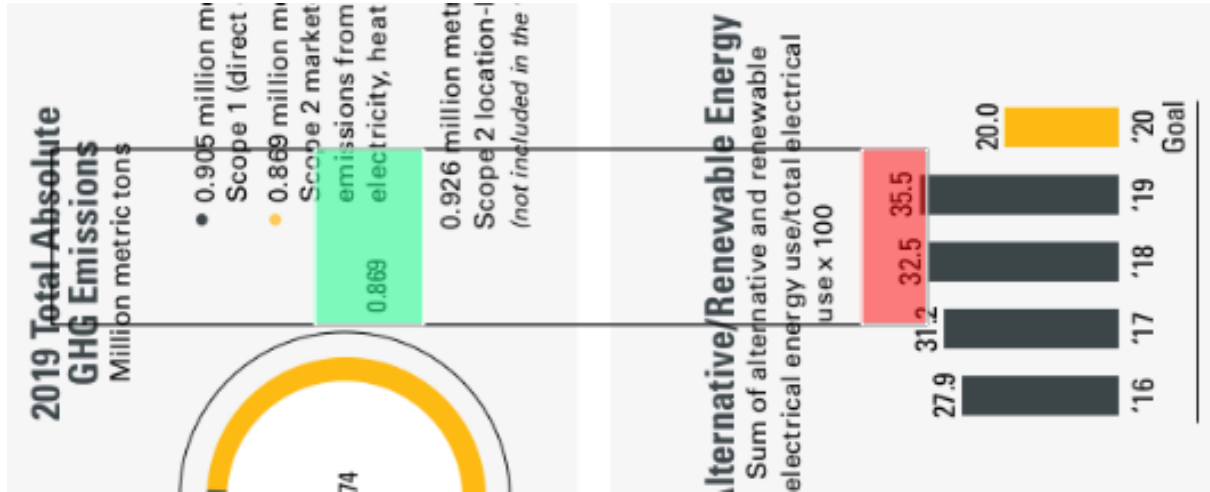 2019 Total Absolute
GHG Emissions
Million metric tons
• 0.905 million m
Scope 1 (direct
• 0.869 million m
Scope 2 market
emissions from
electricity, heat
0.869
0.926 million metr
Scope 2 location-
(not included in the
74
Alternative/Renewable Energy
Sum of alternative and renewable
electrical energy use/total electrical
use x 100
27.9 31.2 32.5 35.5 20.0
'16 '17 '18 '19 '20
Goal